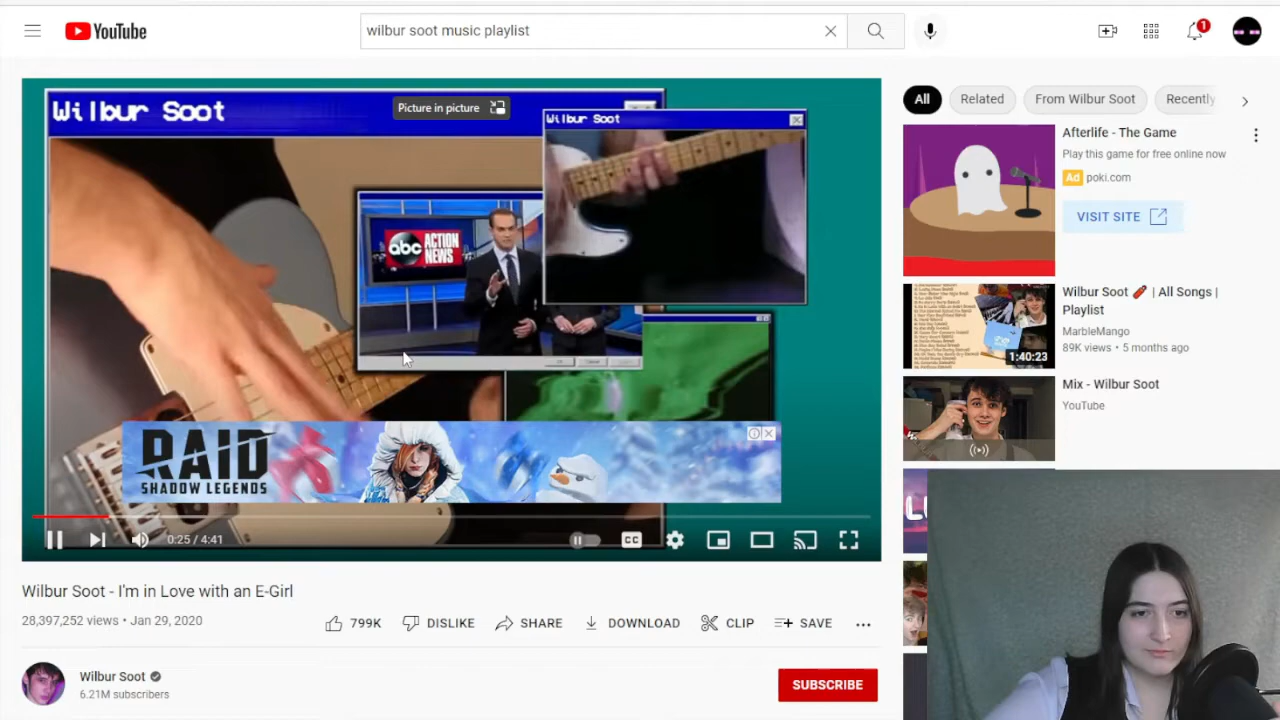 YouTube
wilbur soot music playlist
1
Wilbur Soot
Picture in picture
Wilbur Soot
abc ACTION NEWS
RAID
SHADOW LEGENDS
0:25 / 4:41
CC
Wilbur Soot - I'm in Love with an E-Girl
28,397,252 views • Jan 29, 2020
799K
DISLIKE
SHARE
DOWNLOAD
CLIP
SAVE
Wilbur Soot
6.21M subscribers
SUBSCRIBE
All
Related
From Wilbur Soot
Recently
Afterlife - The Game
Play this game for free online now
Ad poki.com
VISIT SITE
Wilbur Soot 🧨 | All Songs |
Playlist
MarbleMango
89K views • 5 months ago
1:40:23
Mix - Wilbur Soot
YouTube